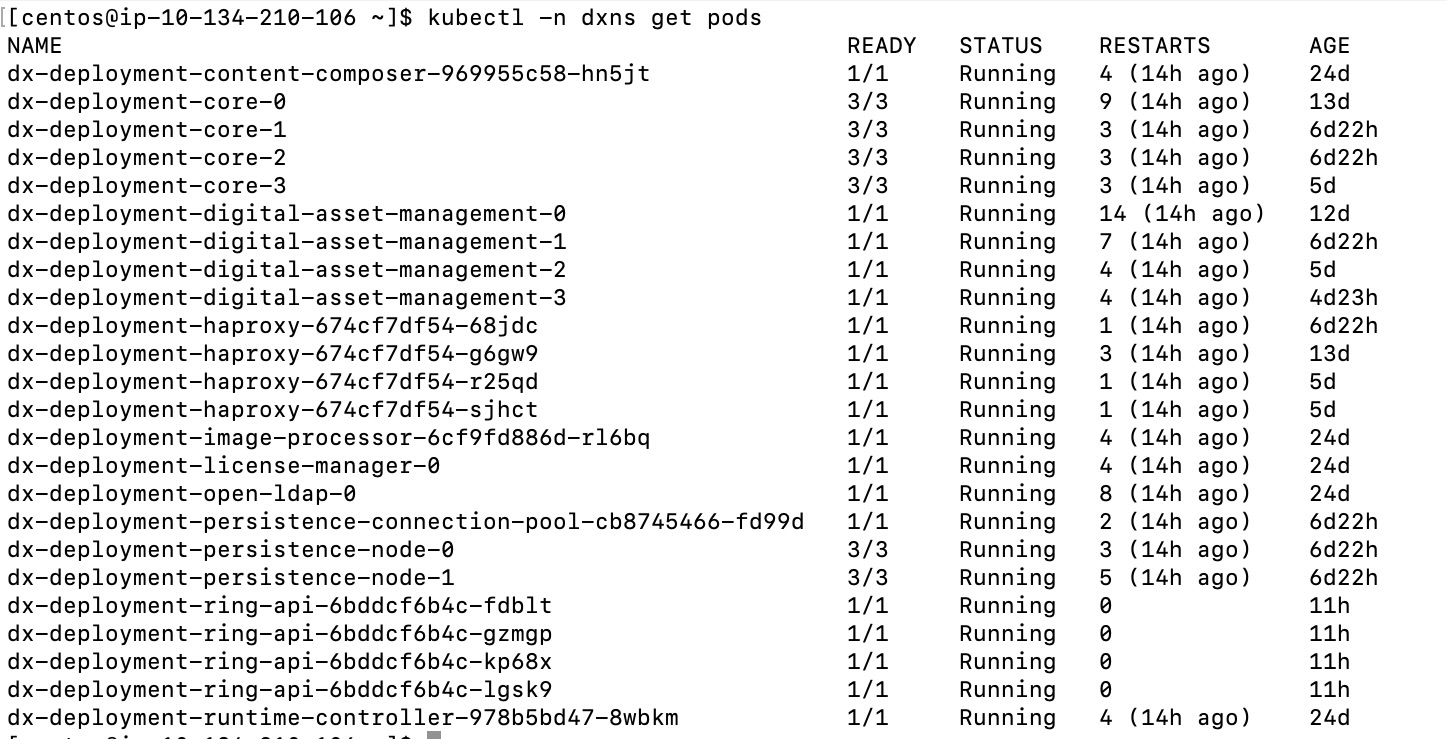 [[centos@ip-10-134-210-106 ~]$ kubectl -n dxns get pods
NAME READY STATUS RESTARTS AGE
dx-deployment-content-composer-969955c58-hn5jt 1/1 Running 4 (14h ago) 24d
dx-deployment-core-0 3/3 Running 9 (14h ago) 13d
dx-deployment-core-1 3/3 Running 3 (14h ago) 6d22h
dx-deployment-core-2 3/3 Running 3 (14h ago) 6d22h
dx-deployment-core-3 3/3 Running 3 (14h ago) 5d
dx-deployment-digital-asset-management-0 1/1 Running 14 (14h ago) 12d
dx-deployment-digital-asset-management-1 1/1 Running 7 (14h ago) 6d22h
dx-deployment-digital-asset-management-2 1/1 Running 4 (14h ago) 5d
dx-deployment-digital-asset-management-3 1/1 Running 4 (14h ago) 4d23h
dx-deployment-haproxy-674cf7df54-68jdc 1/1 Running 1 (14h ago) 6d22h
dx-deployment-haproxy-674cf7df54-g6gw9 1/1 Running 3 (14h ago) 13d
dx-deployment-haproxy-674cf7df54-r25qd 1/1 Running 1 (14h ago) 5d
dx-deployment-haproxy-674cf7df54-sjhct 1/1 Running 1 (14h ago) 5d
dx-deployment-image-processor-6cf9fd886d-rl6bq 1/1 Running 4 (14h ago) 24d
dx-deployment-license-manager-0 1/1 Running 4 (14h ago) 24d
dx-deployment-open-ldap-0 1/1 Running 8 (14h ago) 24d
dx-deployment-persistence-connection-pool-cb8745466-fd99d 1/1 Running 2 (14h ago) 6d22h
dx-deployment-persistence-node-0 3/3 Running 3 (14h ago) 6d22h
dx-deployment-persistence-node-1 3/3 Running 5 (14h ago) 6d22h
dx-deployment-ring-api-6bddcf6b4c-fdblt 1/1 Running 0 11h
dx-deployment-ring-api-6bddcf6b4c-gzmgp 1/1 Running 0 11h
dx-deployment-ring-api-6bddcf6b4c-kp68x 1/1 Running 0 11h
dx-deployment-ring-api-6bddcf6b4c-lgsk9 1/1 Running 0 11h
dx-deployment-runtime-controller-978b5bd47-8wbkm 1/1 Running 4 (14h ago) 24d